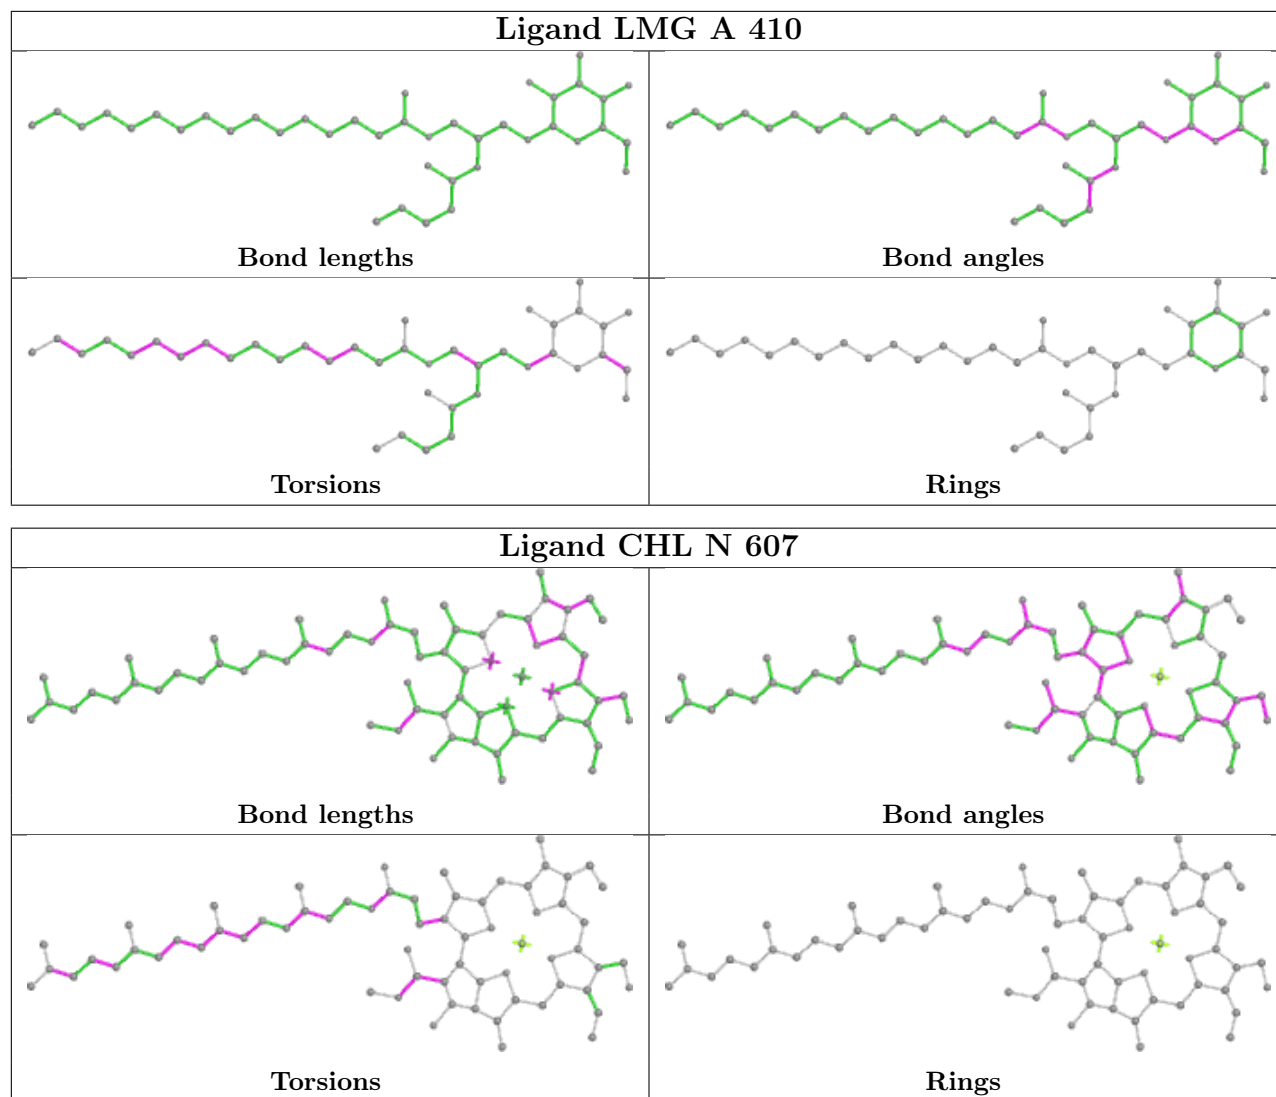 Ligand LMG A 410
Bond lengths
Bond angles
Torsions
Rings
Ligand CHL N 607
Bond lengths
Bond angles
Torsions
Rings